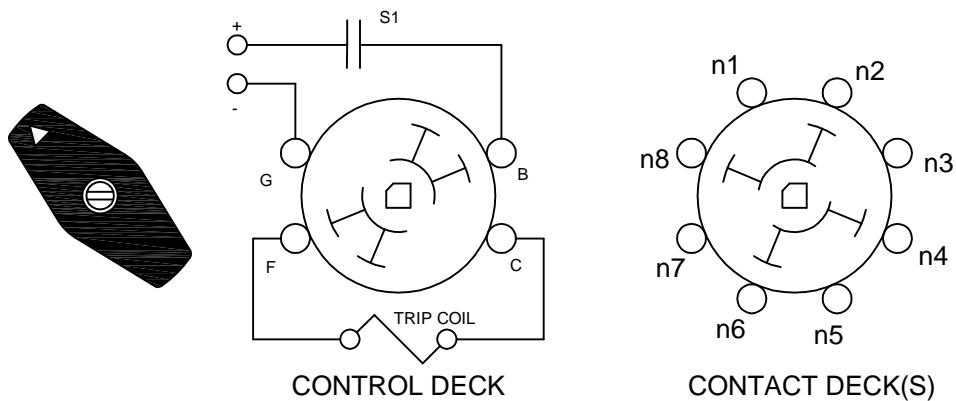 S1
+
-
G
B
F
C
TRIP COIL
CONTROL DECK
n1
n2
n8
n3
n7
n4
n6
n5
CONTACT DECK(S)